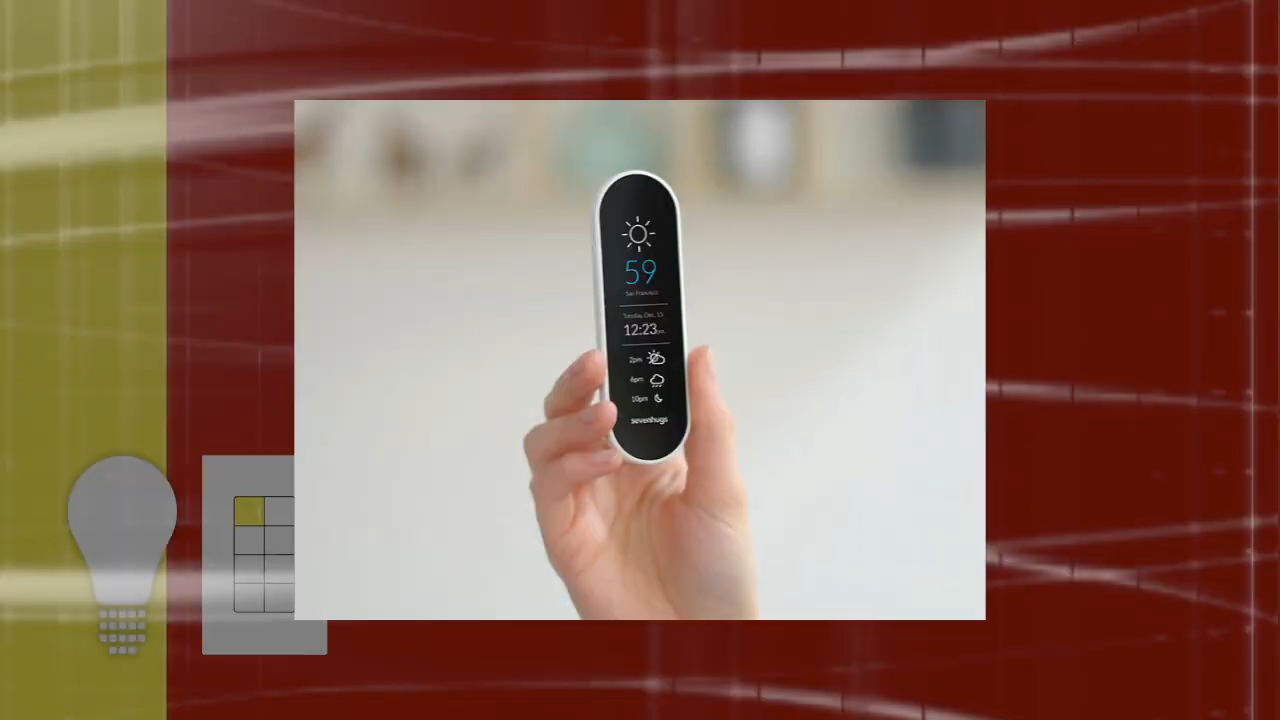 59
San Francisco
Tuesday, Dec. 15
12:23pm
2pm
6pm
10pm
sevenhugs